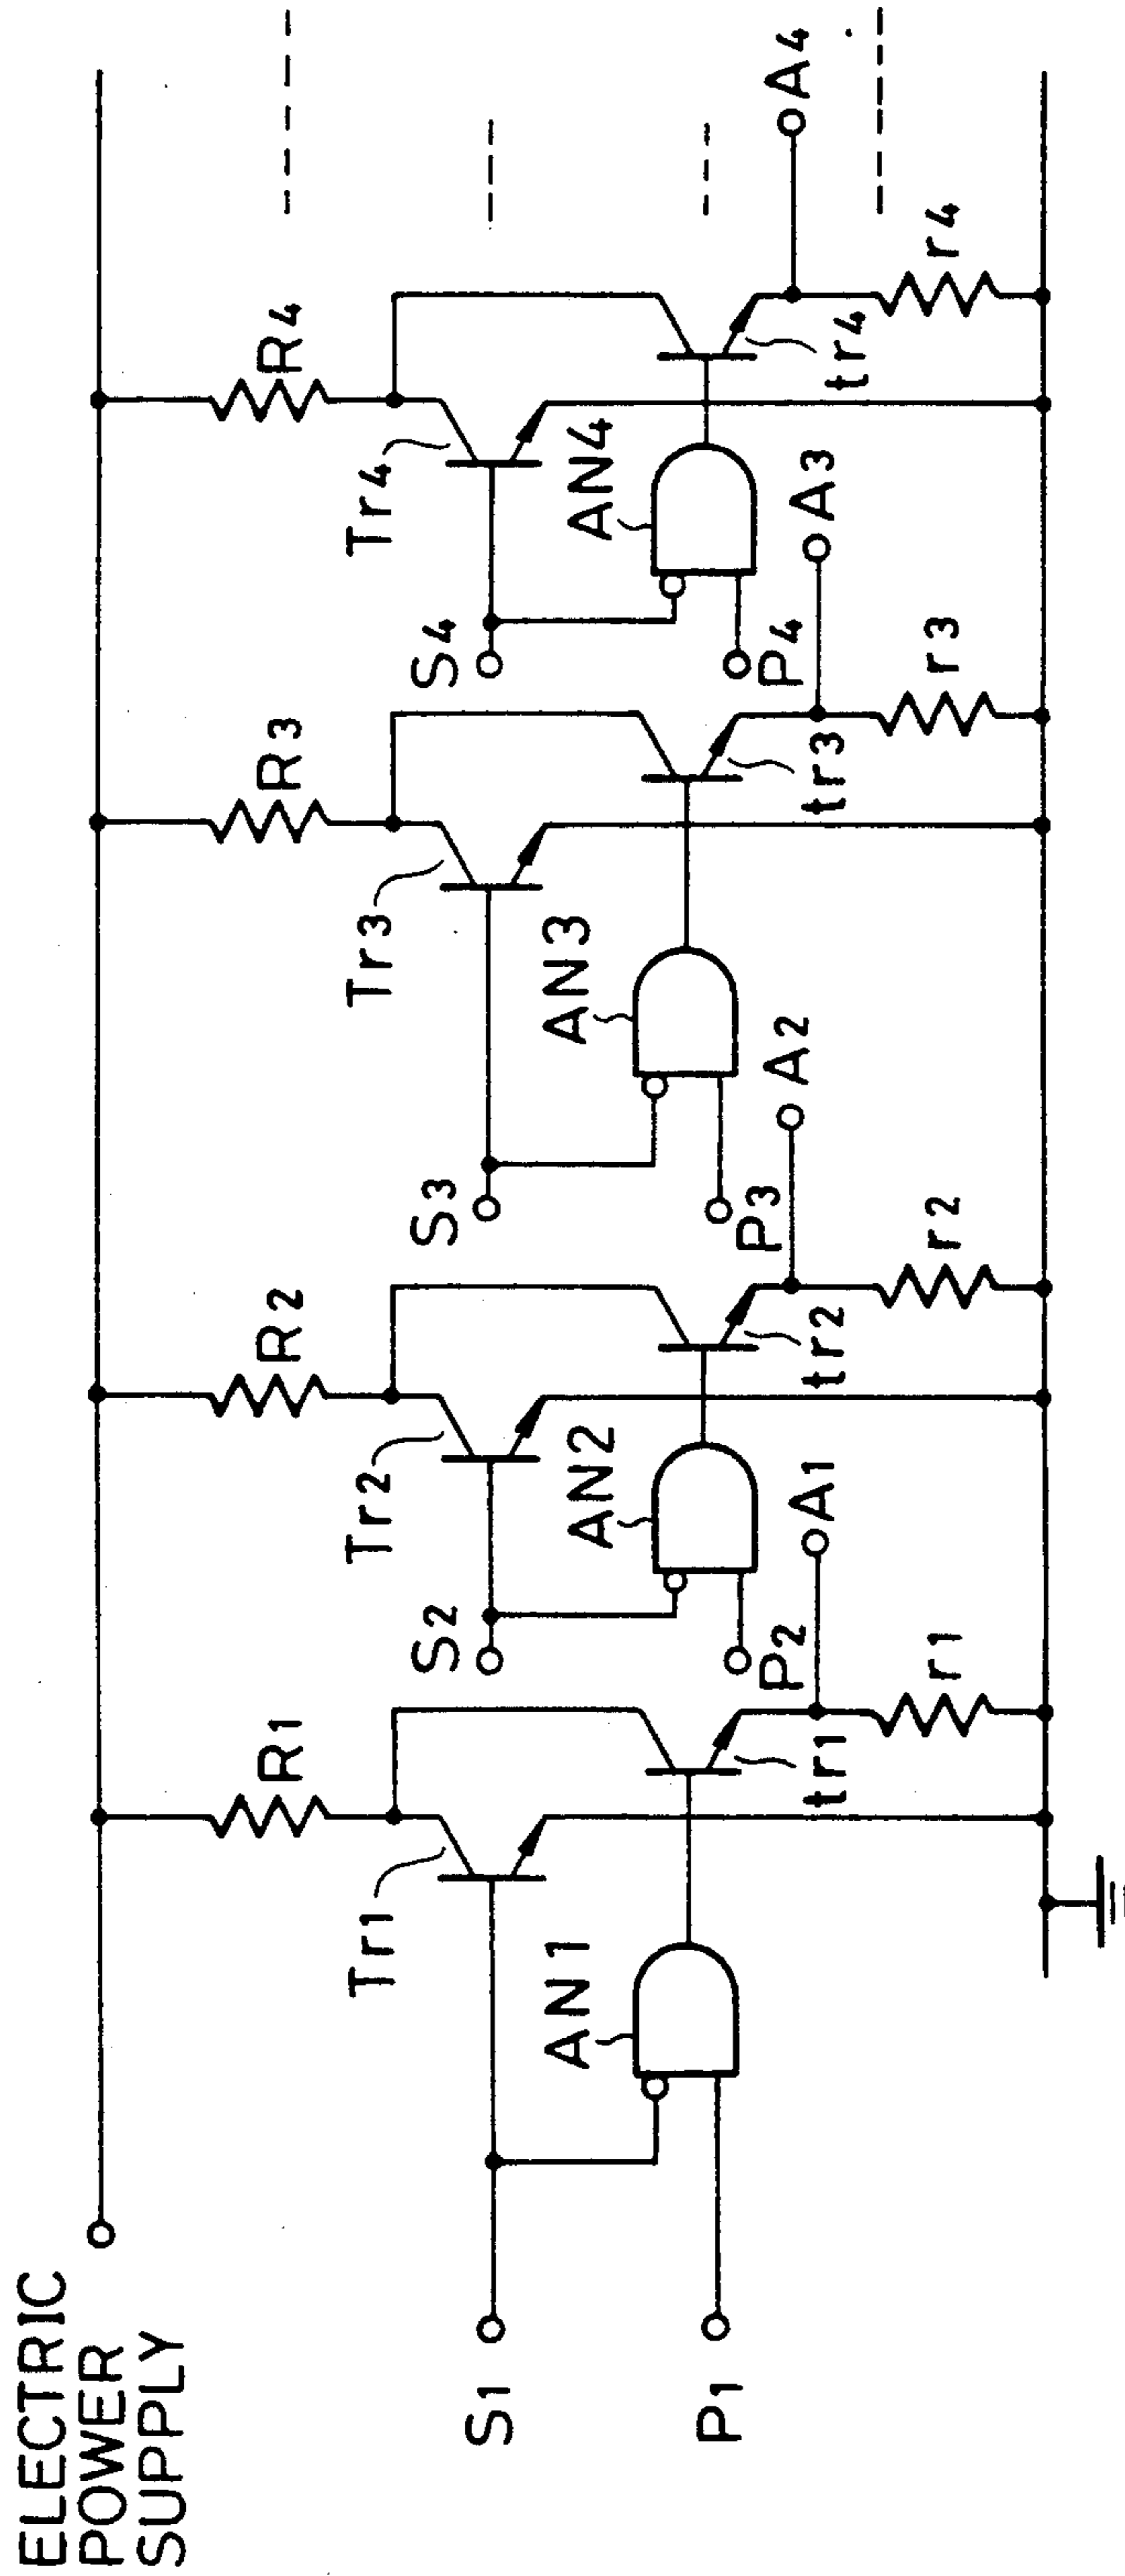 ELECTRIC
POWER
SUPPLY
R1
R2
R3
R4
Tr1
Tr2
Tr3
Tr4
S1
S2
S3
S4
AN1
AN2
AN3
AN4
P1
P2
P3
P4
tr1
tr2
tr3
tr4
A1
A2
A3
A4
r1
r2
r3
r4